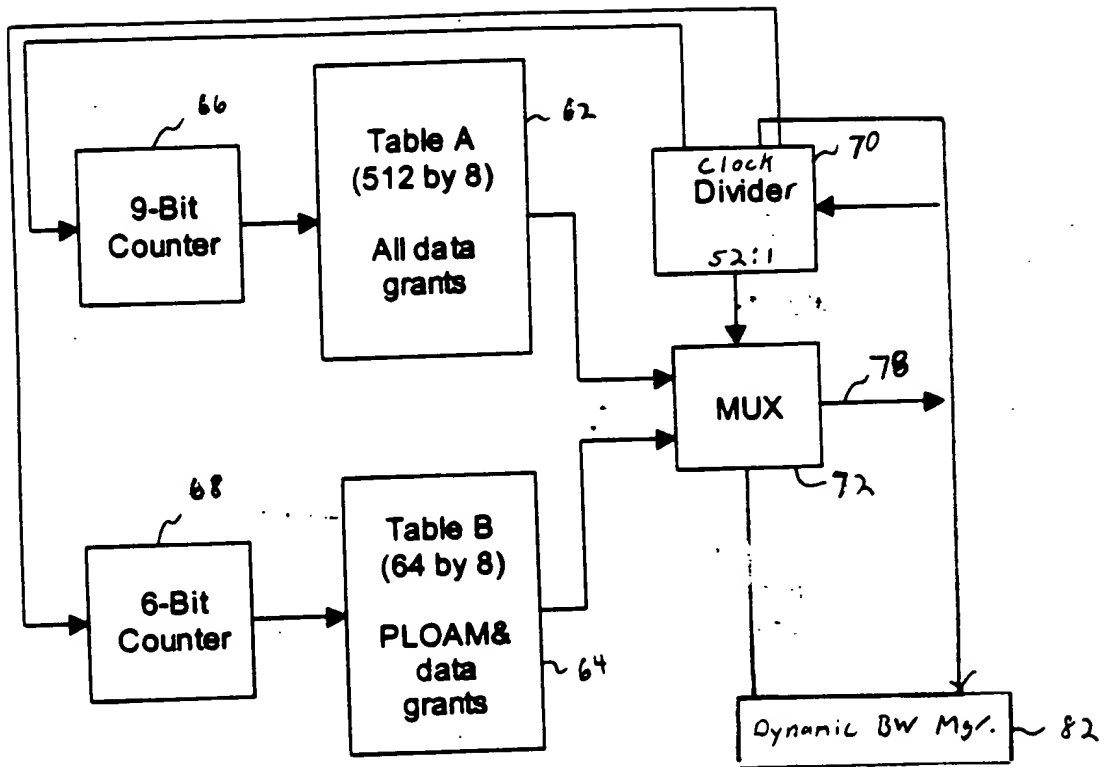 66
9-Bit
Counter
62
Table A
(512 by 8)
All data
grants
70
Clock
Divider
52:1
MUX
78
72
68
6-Bit
Counter
Table B
(64 by 8)
PLOAM&
data
grants
64
Dynamic BW Mgr.
82